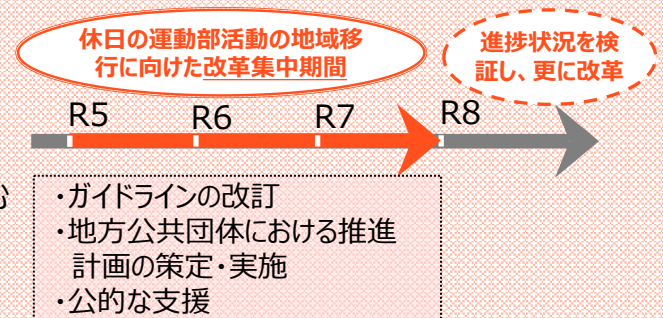 休日の運動部活動の地域移
行に向けた改革集中期間
進捗状況を検
証し、更に改革
R5 R6 R7 R8
む
・ガイドラインの改訂
・地方公共団体における推進
計画の策定・実施
・公的な支援